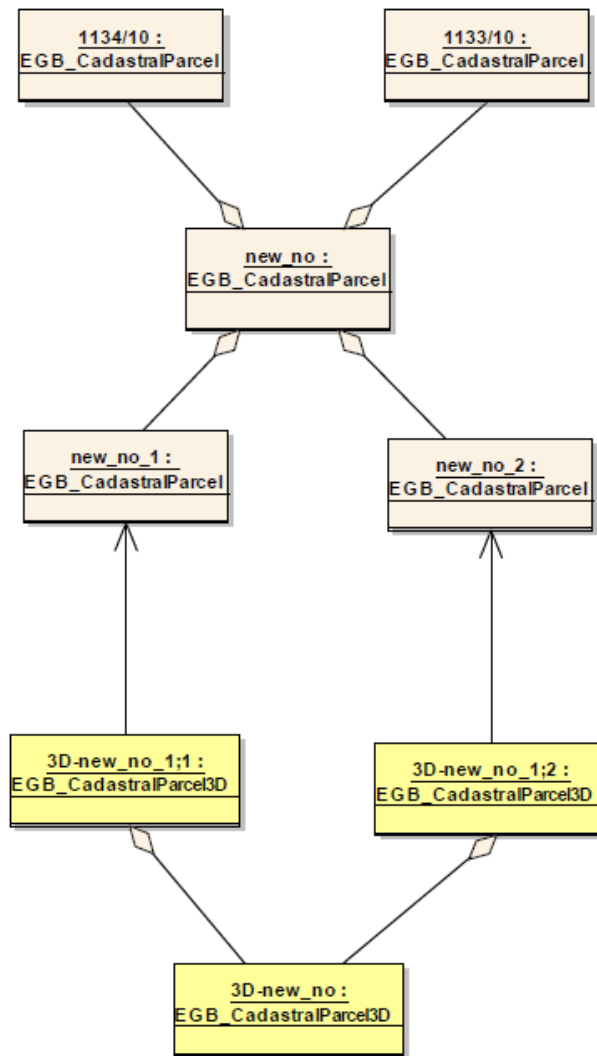 1134/10 :
EGB_CadastralParcel
1133/10 :
EGB_CadastralParcel
new_no :
EGB_CadastralParcel
new_no_1 :
EGB_CadastralParcel
new_no_2 :
EGB_CadastralParcel
3D-new_no_1;1 :
EGB_CadastralParcel3D
3D-new_no_1;2 :
EGB_CadastralParcel3D
3D-new_no :
EGB_CadastralParcel3D